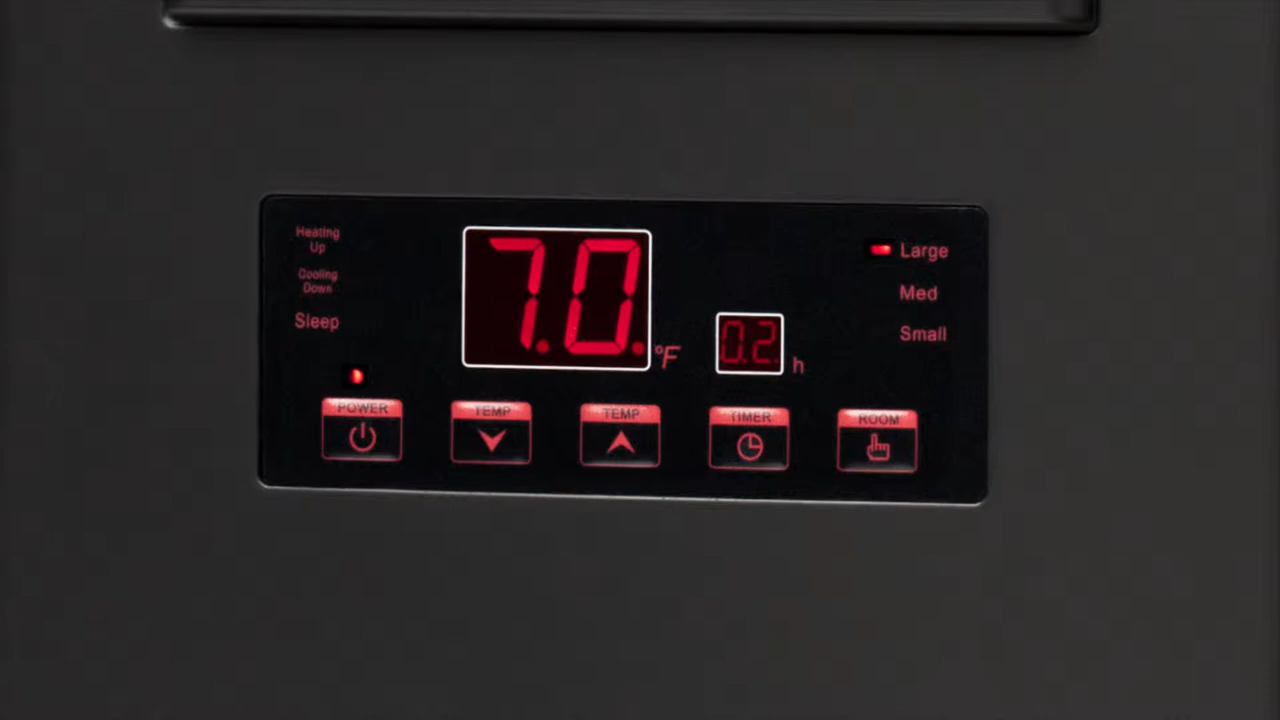 Heating
Up
Cooling
Down
Sleep
7.0.
°F
0.2
h
Large
Med
Small
POWER
TEMP
TEMP
TIMER
ROOM